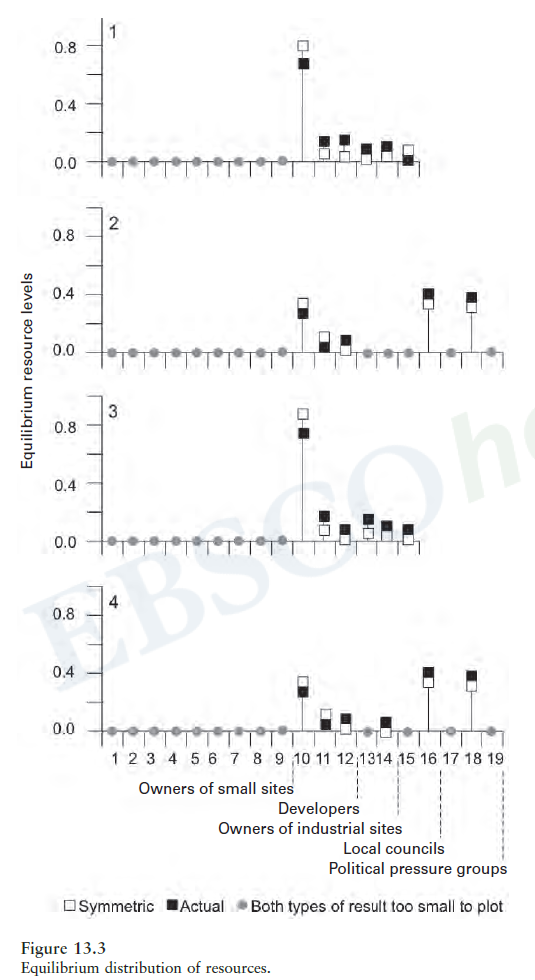 1
0.8
0.4
0.0
2
0.8
0.4
0.0
Equilibrium resource levels
3
0.8
0.4
0.0
4
0.8
0.4
0.0
1 2 3 4 5 6 7 8 9 10 11 12 13 14 15 16 17 18 19
Owners of small sites
Developers
Owners of industrial sites
Local councils
Political pressure groups
Symmetric Actual Both types of result too small to plot
Figure 13.3
Equilibrium distribution of resources.
EBSCOh